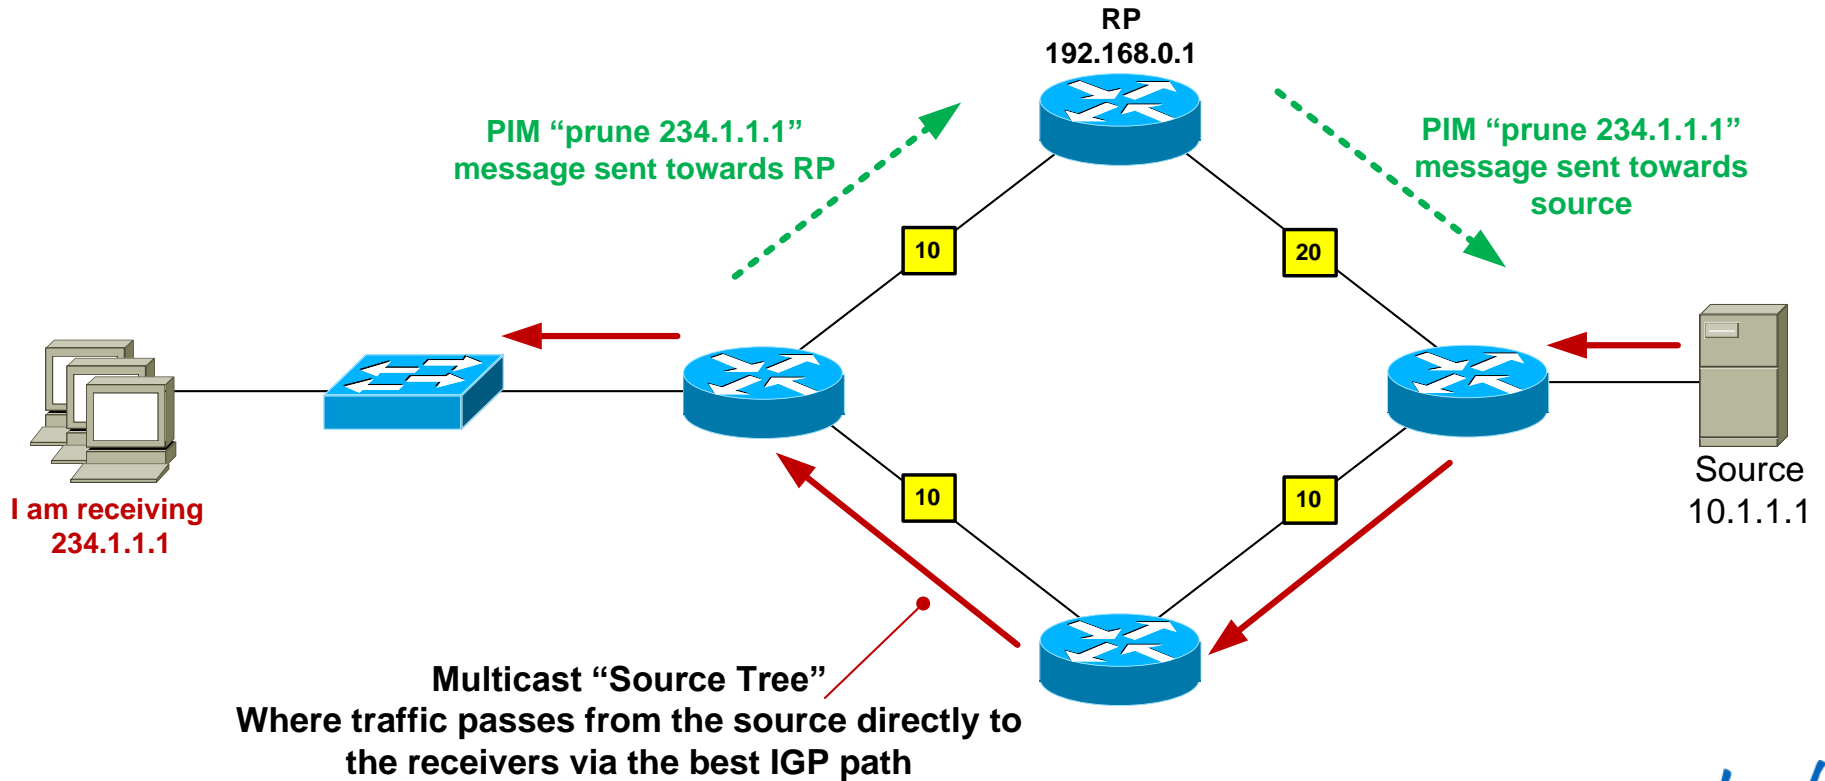 RP
192.168.0.1
PIM “prune 234.1.1.1”
message sent towards RP
PIM “prune 234.1.1.1”
message sent towards
source
10
20
10
10
I am receiving
234.1.1.1
Source
10.1.1.1
Multicast “Source Tree”
Where traffic passes from the source directly to
the receivers via the best IGP path